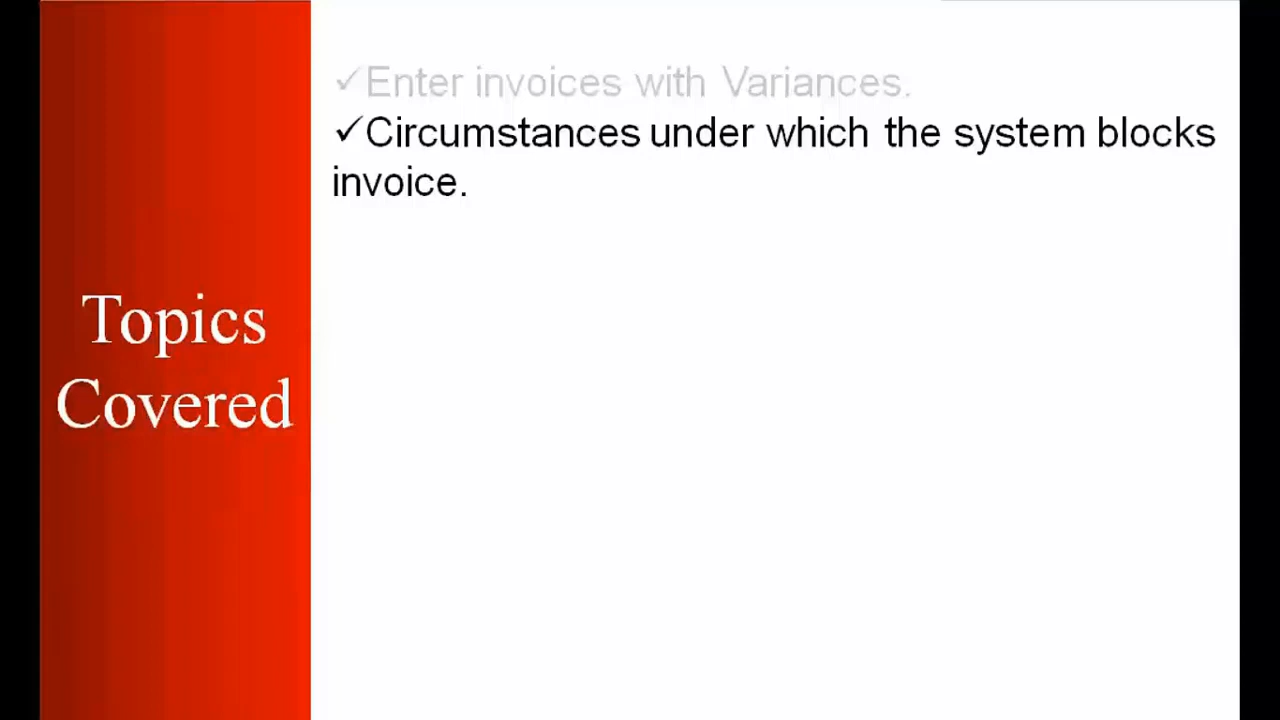 Topics
Covered
✓Enter invoices with Variances.
✓Circumstances under which the system blocks
invoice.